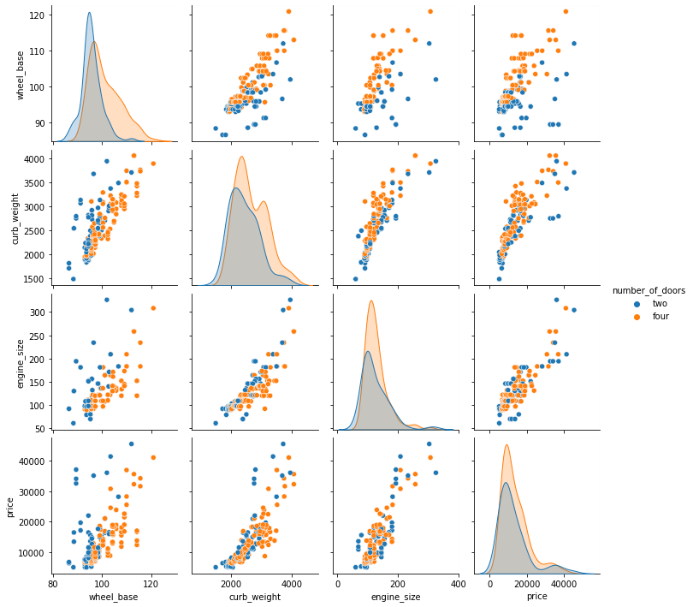 120
110
100
90
wheel_base
4000
3500
3000
2500
2000
1500
curb_weight
number_of_doors
two
four
300
250
200
150
100
50
engine_size
40000
30000
20000
10000
price
80 100 120
2000 4000
0 200 400
0 20000 40000
wheel_base curb_weight engine_size price